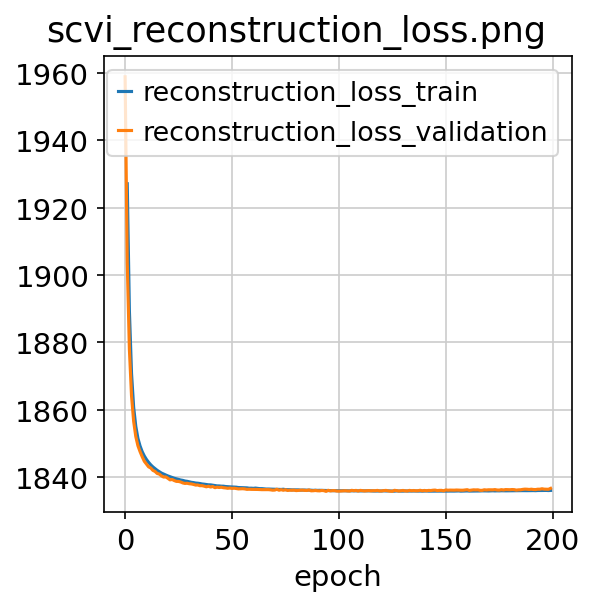 scvi_reconstruction_loss.png
1960
reconstruction_loss_train
1940
reconstruction_loss_validation
1920
1900
1880
1860
1840
0 50 100 150 200
epoch